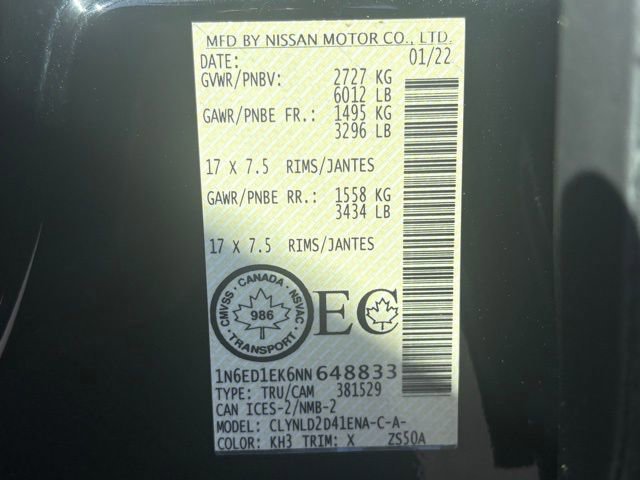 MFD BY NISSAN MOTOR CO., LTD.
DATE: 01/22
GVWR/PNBV: 2727 KG
6012 LB
GAWR/PNBE FR.: 1495 KG
3296 LB
17 X 7.5 RIMS/JANTES
GAWR/PNBE RR.: 1558 KG
3434 LB
17 X 7.5 RIMS/JANTES
CMVSS · CANADA · NSVAC
986
TRANSPORT
EC
1N6ED1EK6NN648833
TYPE: TRU/CAM 381529
CAN ICES-2/NMB-2
MODEL: CLYNLD2D41ENA-C-A-
COLOR: KH3 TRIM: X ZS50A